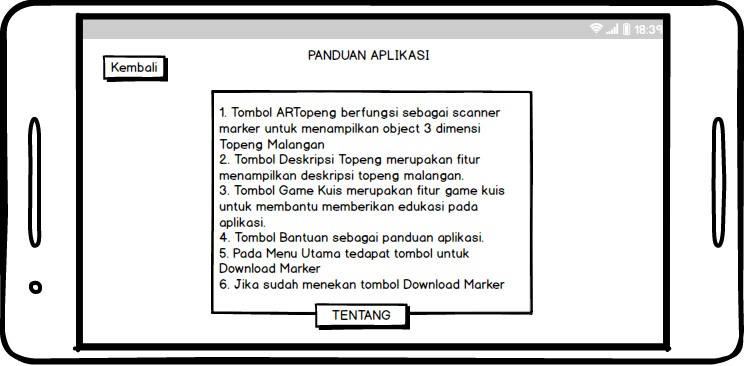 18:39
PANDUAN APLIKASI
Kembali
1. Tombol ARTopeng berfungsi sebagai scanner
marker untuk menampilkan object 3 dimensi
Topeng Malangan
2. Tombol Deskripsi Topeng merupakan fitur
menampilkan deskripsi topeng malangan.
3. Tombol Game Kuis merupakan fitur game kuis
untuk membantu memberikan edukasi pada
aplikasi.
4. Tombol Bantuan sebagai panduan aplikasi.
5. Pada Menu Utama tedapat tombol untuk
Download Marker
6. Jika sudah menekan tombol Download Marker
TENTANG